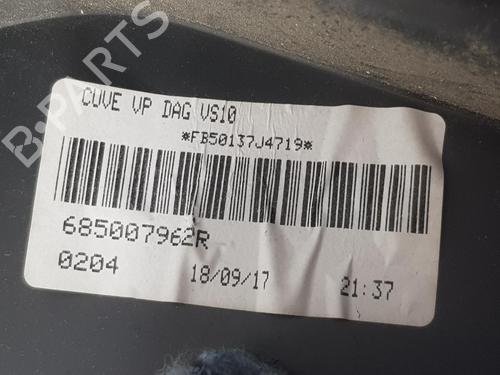 B-PARTS
CUVE VP DAG VS10
*FB50137J4719*
685007962R
0204 18/09/17 21:37